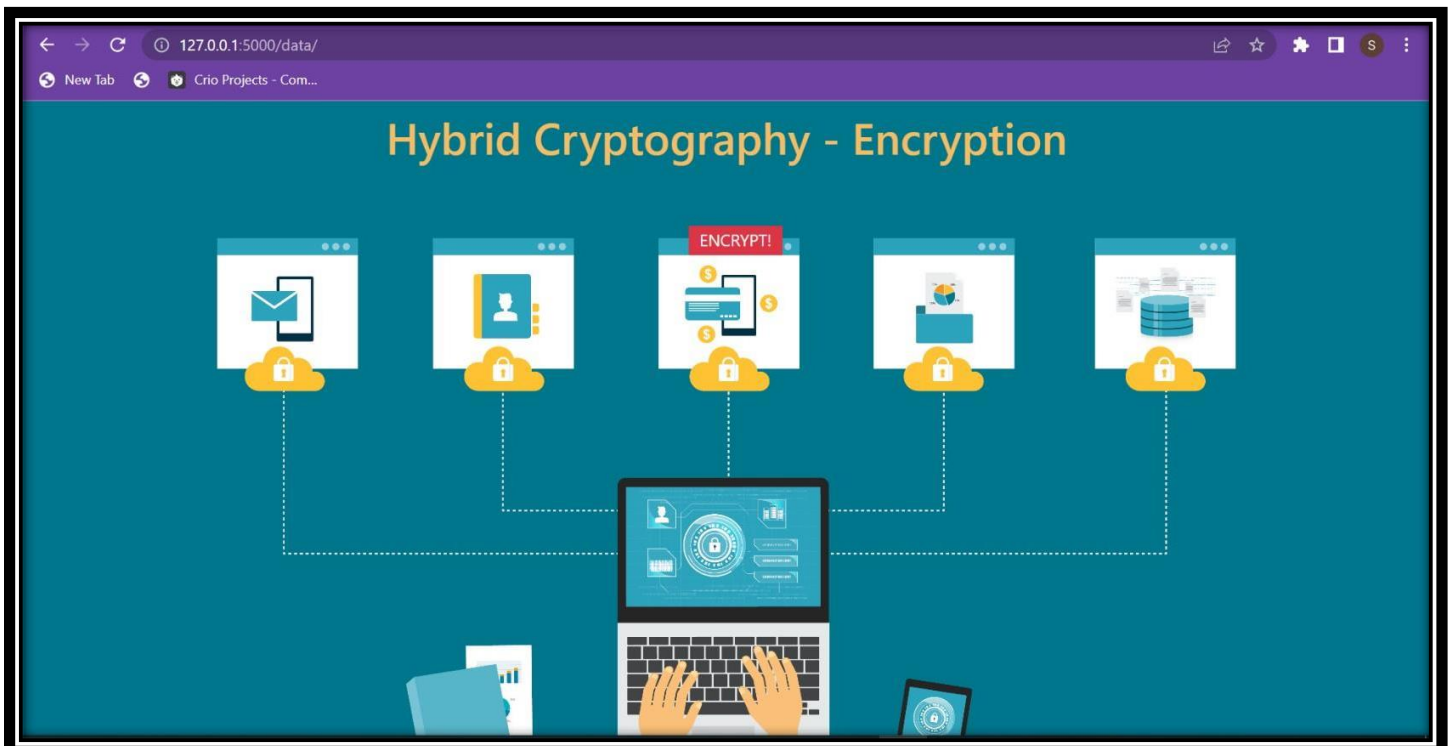 127.0.0.1:5000/data/
S
New Tab
Crio Projects - Com...
Hybrid Cryptography - Encryption
ENCRYPT!
$
$
$